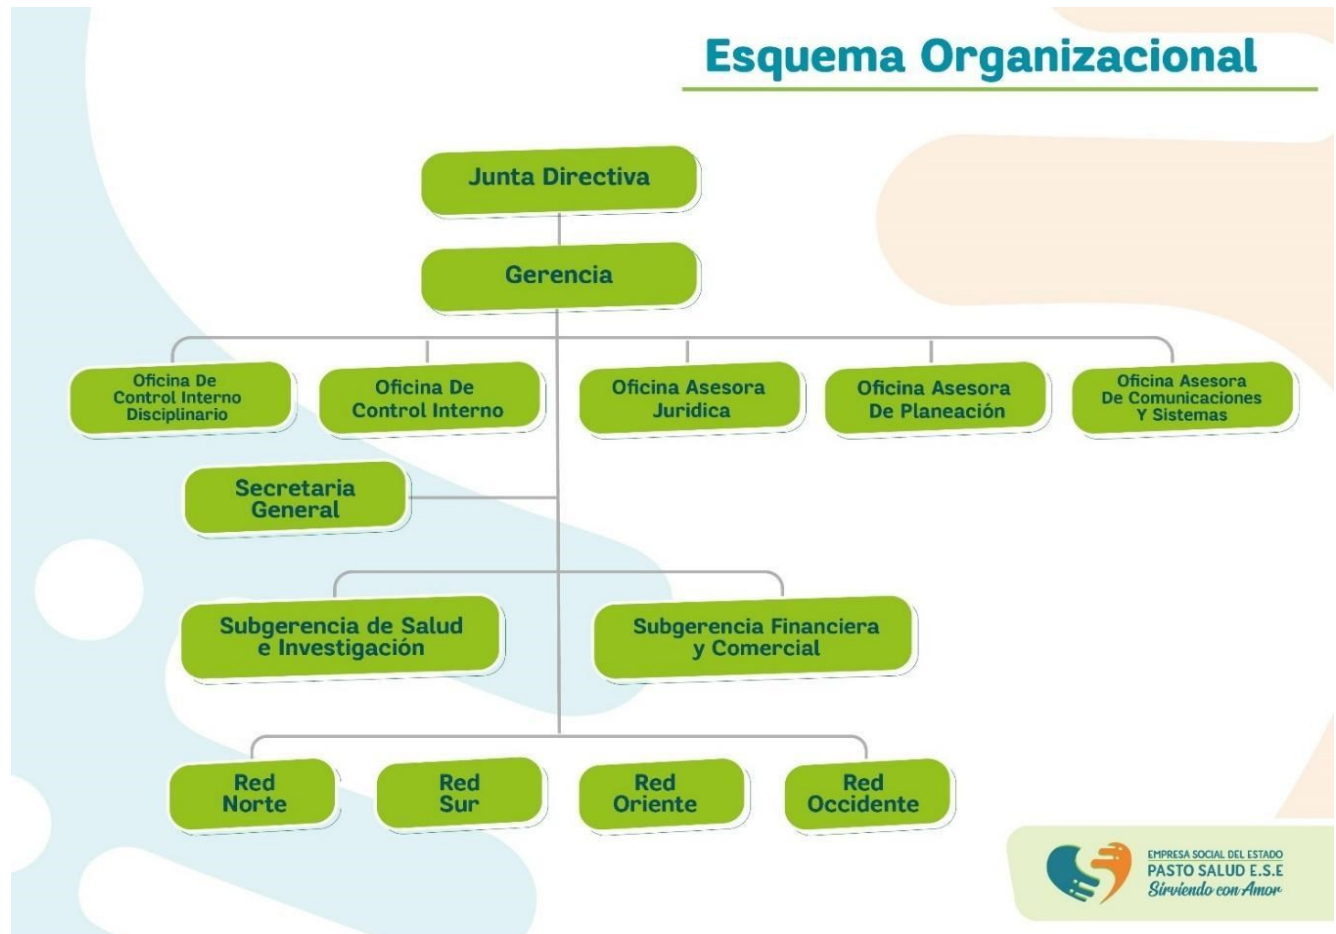 Esquema Organizacional
Junta Directiva
Gerencia
Oficina De
Control Interno
Disciplinario
Oficina De
Control Interno
Oficina Asesora
Juridica
Oficina Asesora
De Planeación
Oficina Asesora
De Comunicaciones
Y Sistemas
Secretaria
General
Subgerencia de Salud
e Investigación
Subgerencia Financiera
y Comercial
Red
Norte
Red
Sur
Red
Oriente
Red
Occidente
EMPRESA SOCIAL DEL ESTADO
PASTO SALUD E.S.E
Sirviendo con Amor